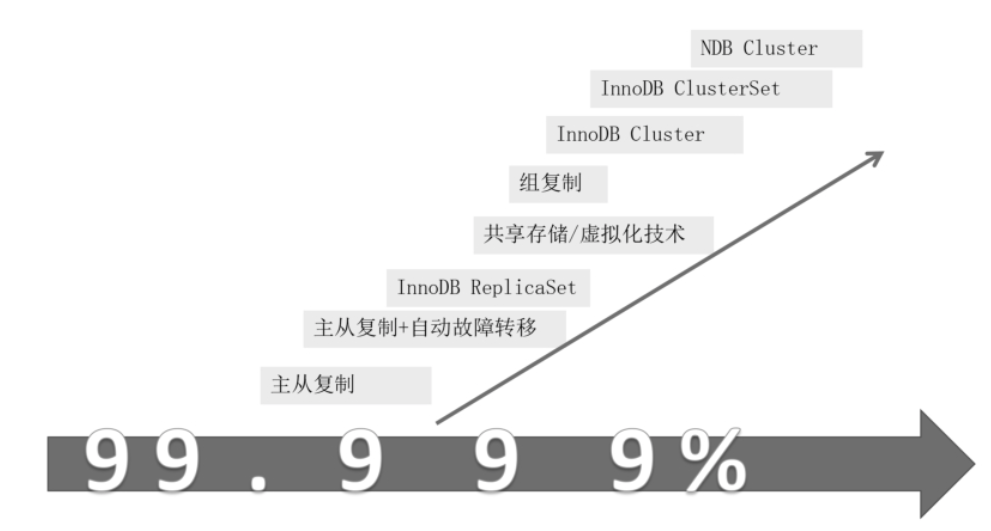 NDB Cluster
InnoDB ClusterSet
InnoDB Cluster
组复制
共享存储/虚拟化技术
InnoDB ReplicaSet
主从复制+自动故障转移
主从复制
99.9 9 9%